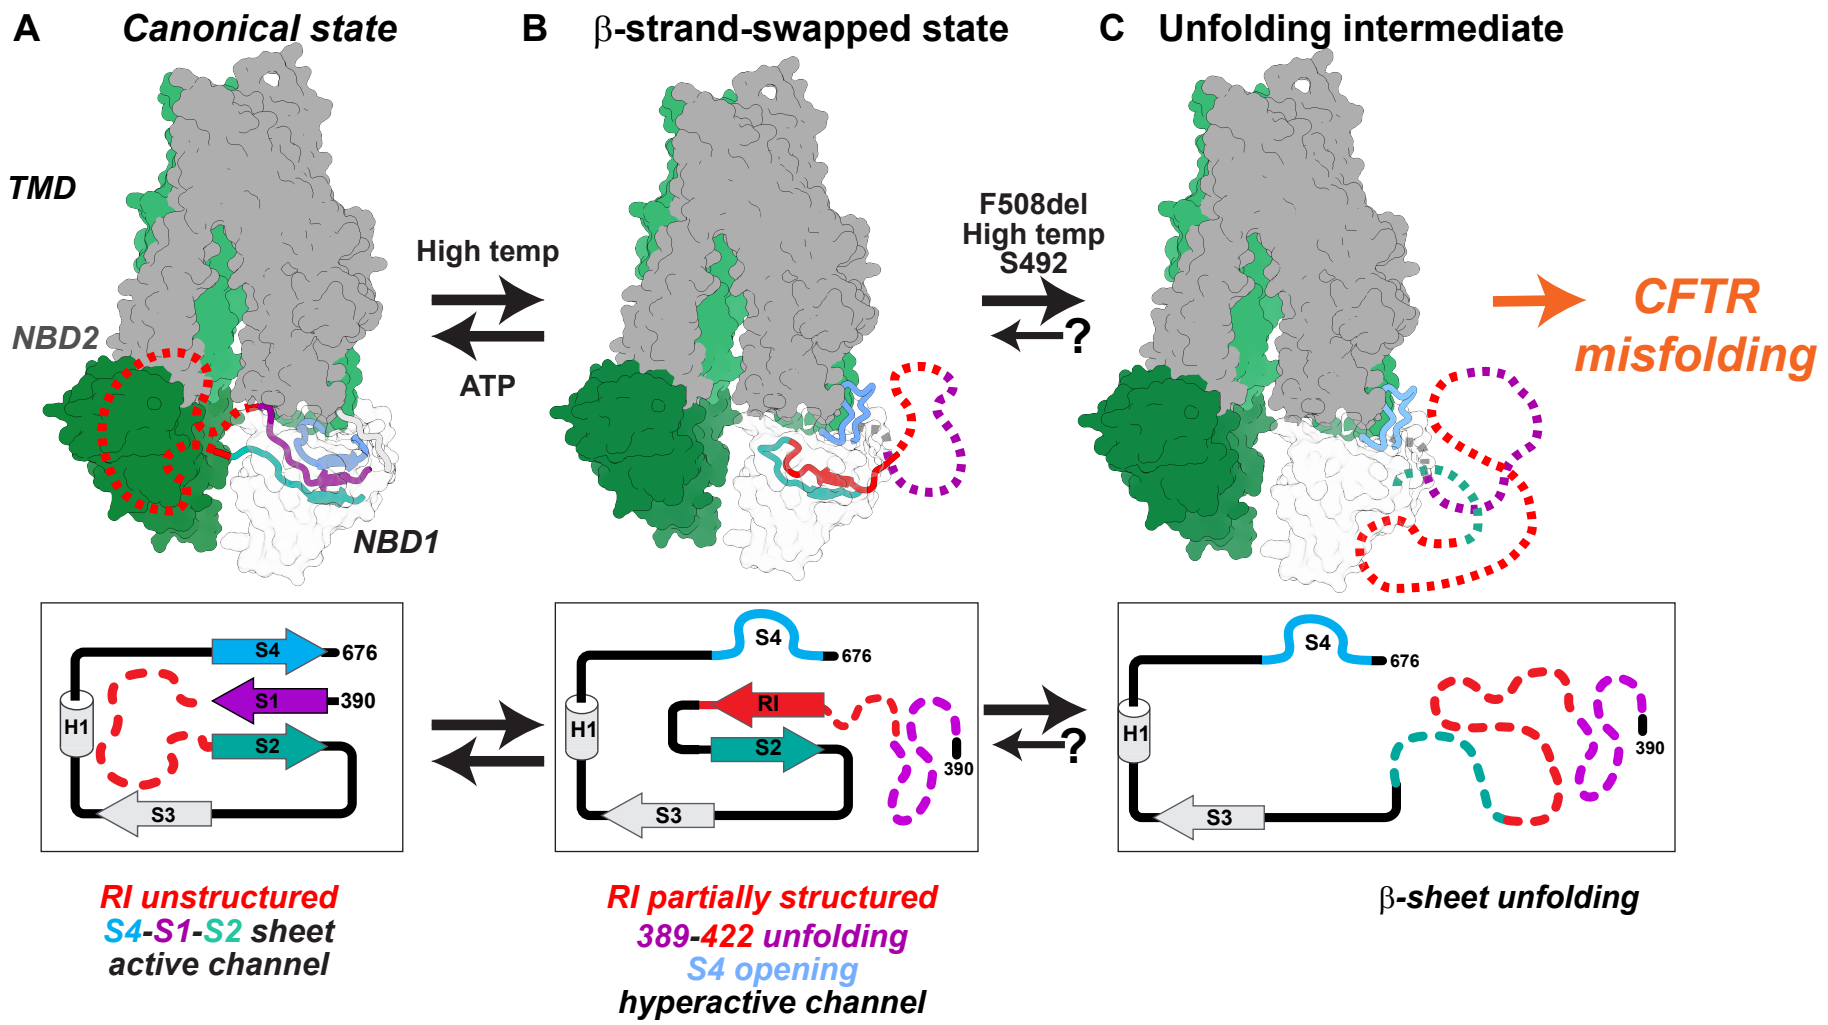 A
Canonical state
B
β-strand-swapped state
C
Unfolding intermediate
TMD
NBD2
NBD1
High temp
ATP
F508del
High temp
S492
?
CFTR
misfolding
S4
676
S1
390
H1
S2
S3
S4
676
RI
H1
S2
390
S3
?
S4
676
H1
390
S3
RI unstructured
S4-S1-S2 sheet
active channel
RI partially structured
389-422 unfolding
S4 opening
hyperactive channel
β-sheet unfolding